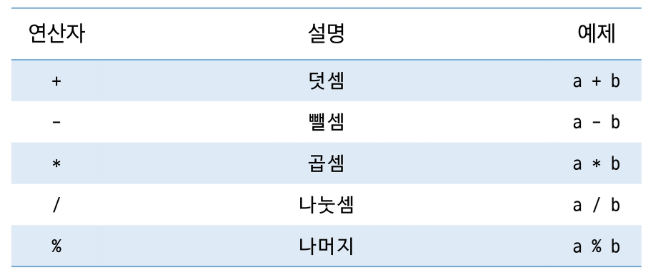 연산자 설명 예제
+ 덧셈 a + b
- 뺄셈 a - b
* 곱셈 a * b
/ 나눗셈 a / b
% 나머지 a % b